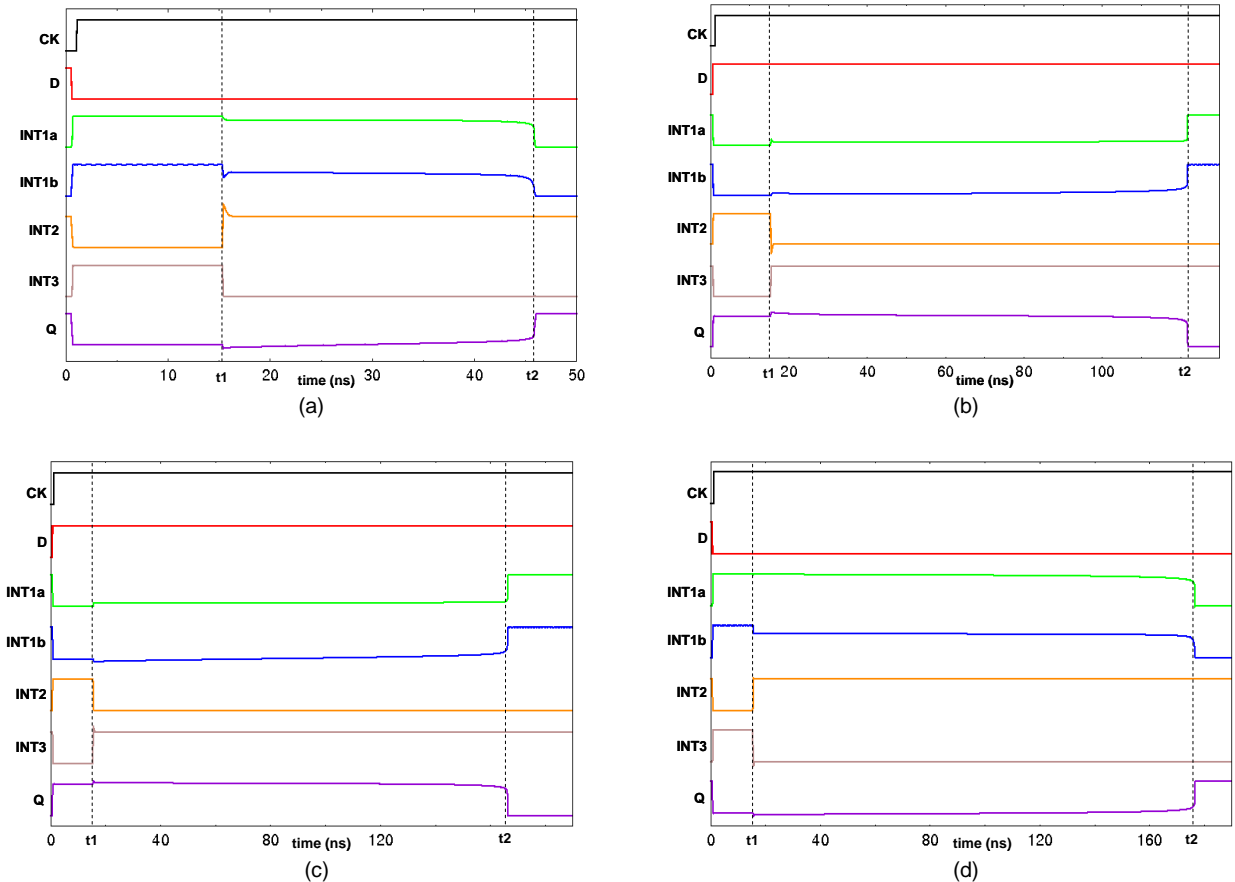 CK
D
INT1a
INT1b
INT2
INT3
Q
0 10 20 30 40 50
t1 time (ns) t2
(a)
CK
D
INT1a
INT1b
INT2
INT3
Q
0 20 40 60 80 100
t1 time (ns) t2
(b)
CK
D
INT1a
INT1b
INT2
INT3
Q
0 40 80 120
t1 time (ns) t2
(c)
CK
D
INT1a
INT1b
INT2
INT3
Q
0 40 80 120 160
t1 time (ns) t2
(d)